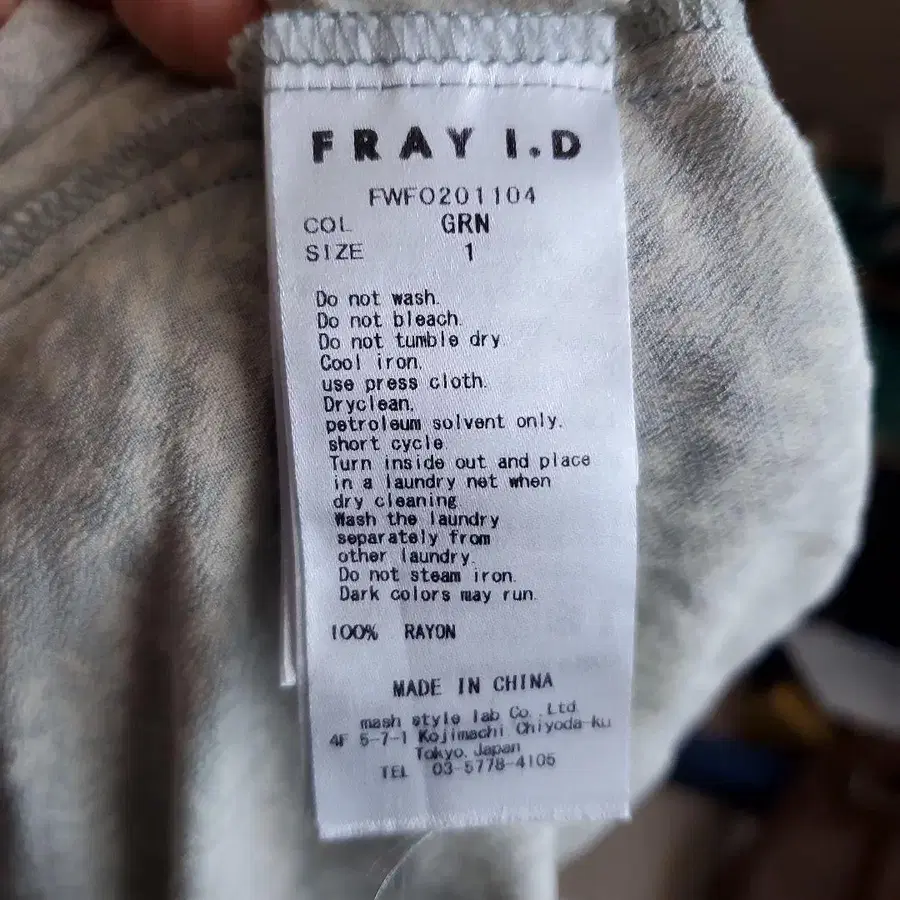 FRAY I.D
FWFO201104
COL GRN
SIZE 1
Do not wash.
Do not bleach.
Do not tumble dry
Cool iron.
use press cloth.
Dryclean.
petroleum solvent only.
short cycle
Turn inside out and place
in a laundry net when
dry cleaning
Wash the laundry
separately from
other laundry.
Do not steam iron.
Dark colors may run.
100% RAYON
MADE IN CHINA
mash style lab Co.,Ltd
4F 5-7-1 Kojimachi Chiyoda-ku
Tokyo, Japan
TEL 03-5778-4105